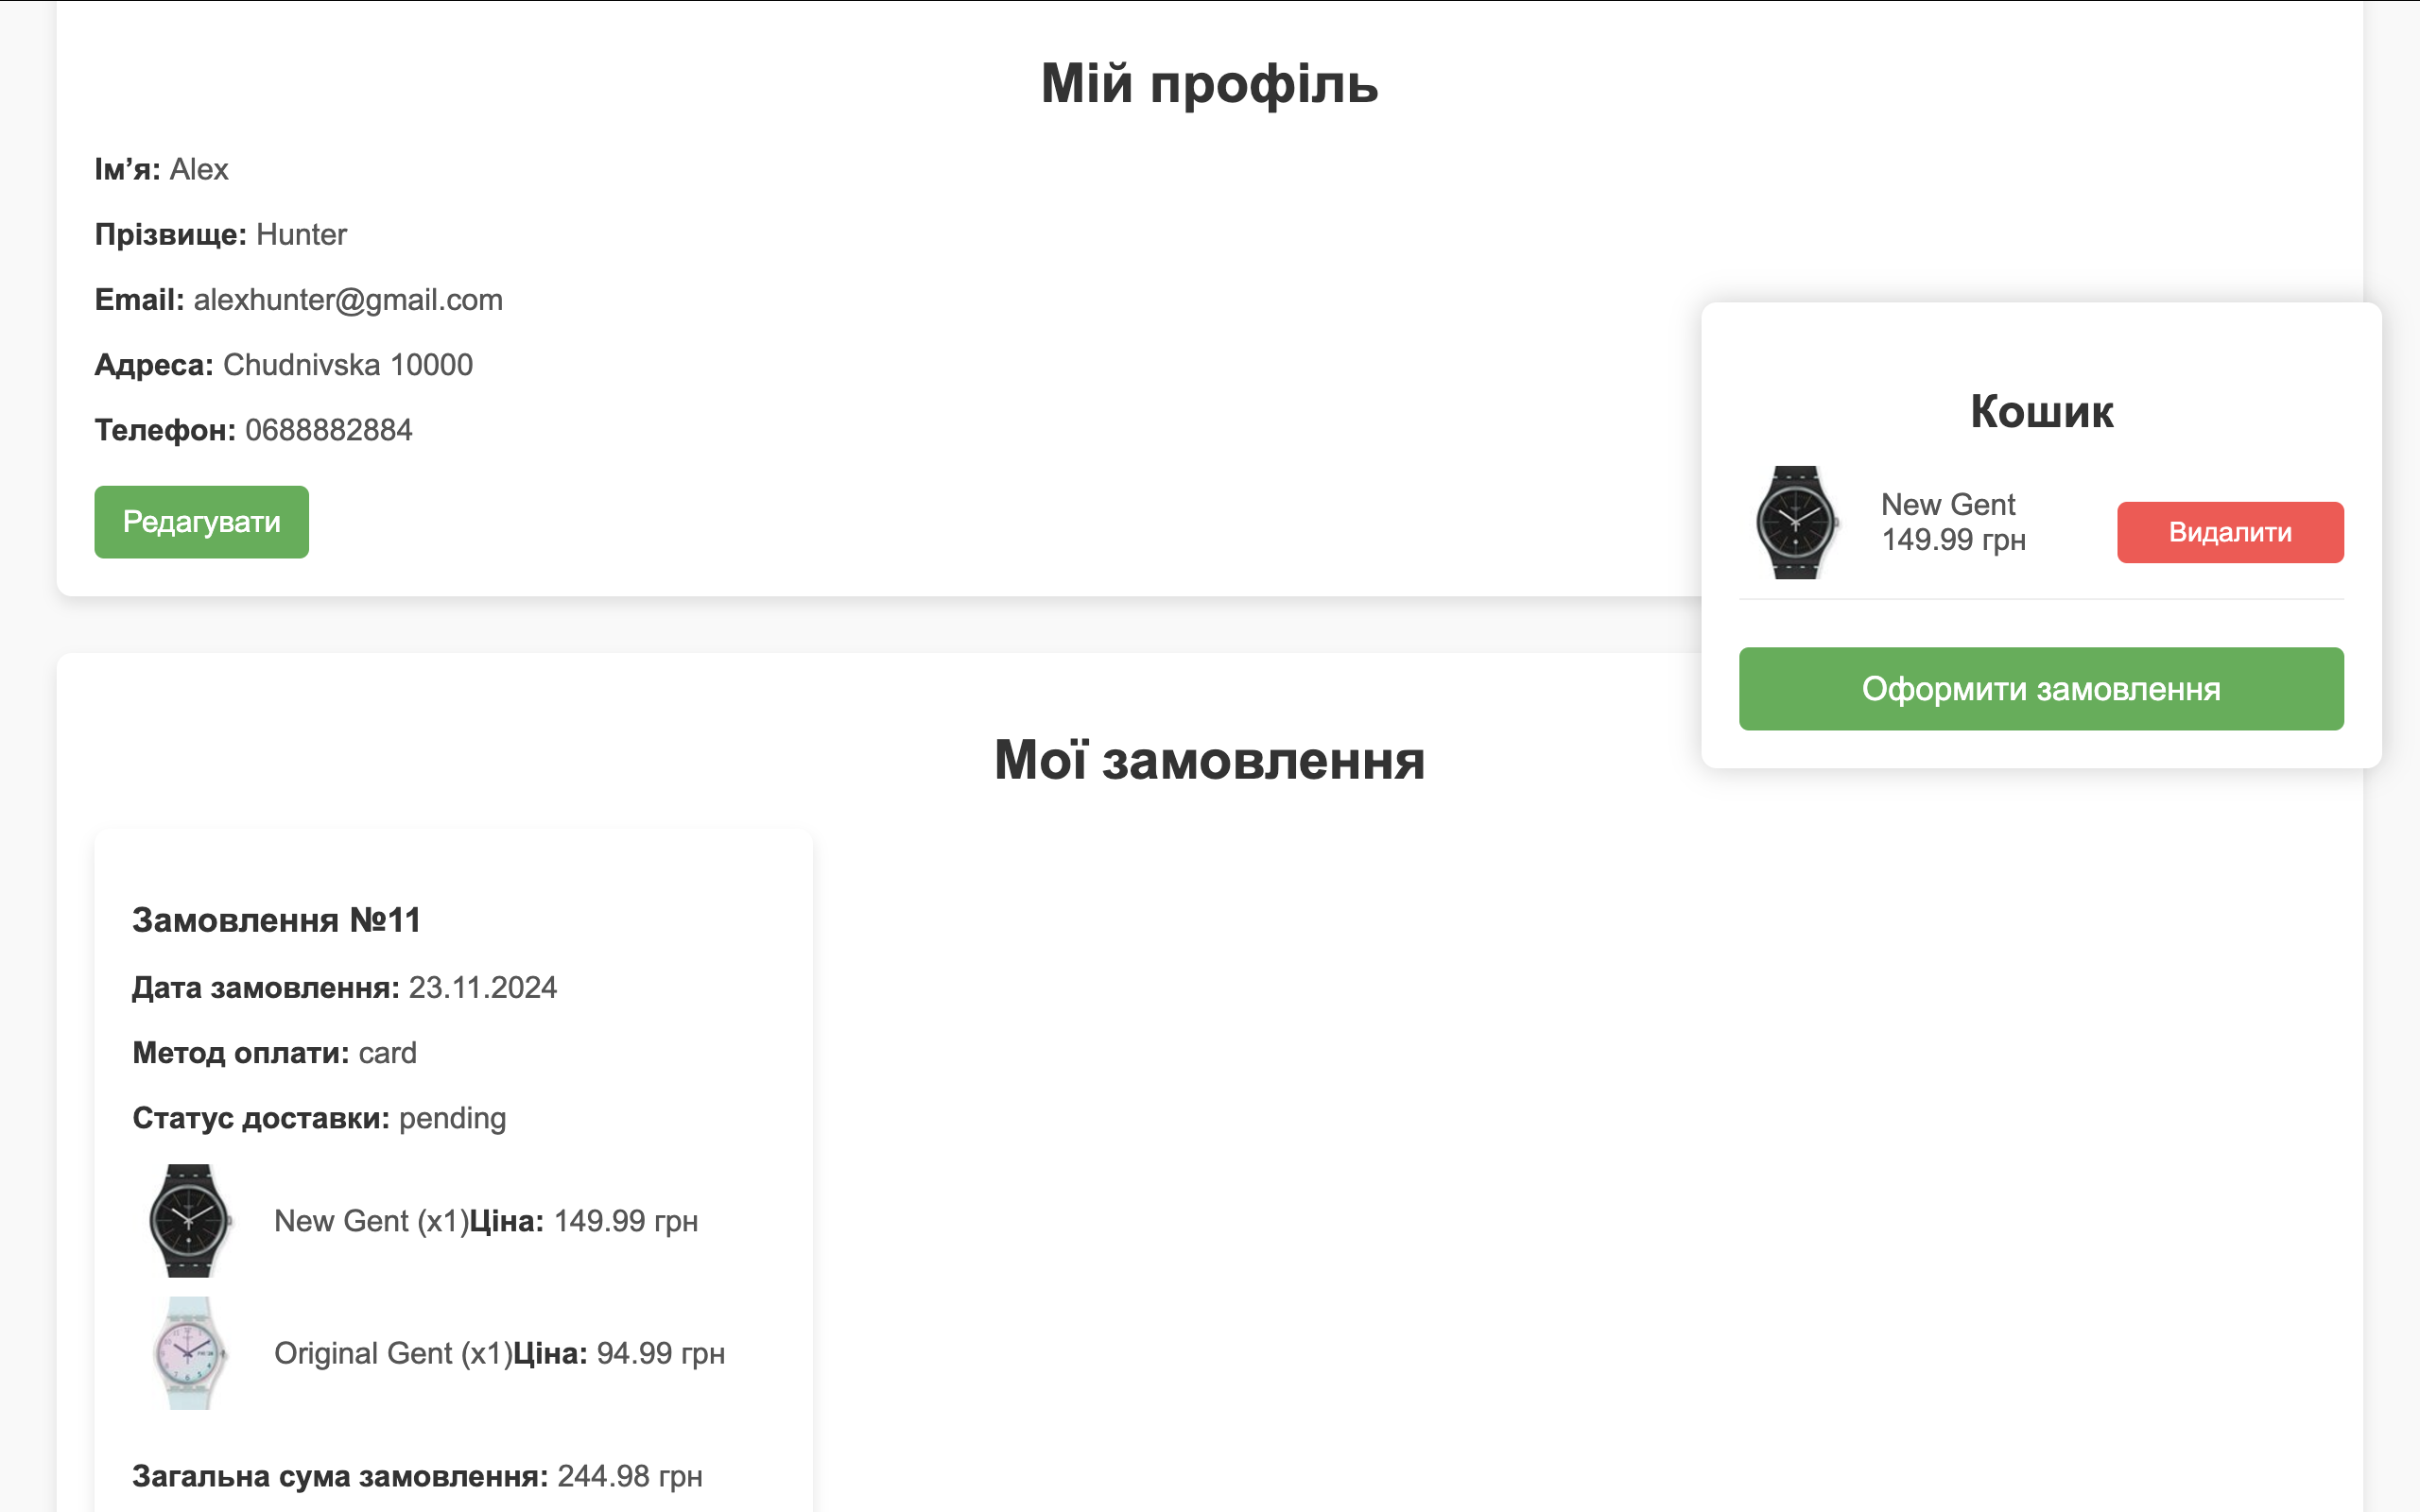 Мій профіль
Ім’я: Alex
Прізвище: Hunter
Email: alexhunter@gmail.com
Адреса: Chudnivska 10000
Телефон: 0688882884
Редагувати
Кошик
New Gent
149.99 грн
Видалити
Оформити замовлення
Мої замовлення
Замовлення №11
Дата замовлення: 23.11.2024
Метод оплати: card
Статус доставки: pending
New Gent (x1)Ціна: 149.99 грн
Original Gent (x1)Ціна: 94.99 грн
Загальна сума замовлення: 244.98 грн